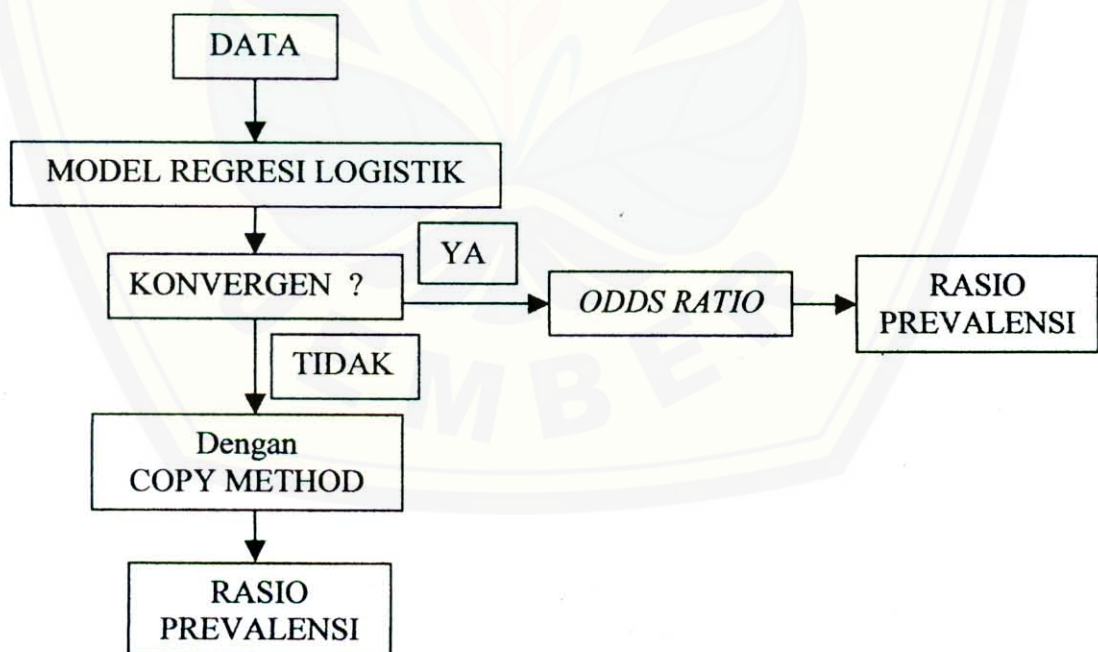 DATA
MODEL REGRESI LOGISTIK
KONVERGEN ?
YA
ODDS RATIO
RASIO
PREVALENSI
TIDAK
Dengan
COPY METHOD
RASIO
PREVALENSI